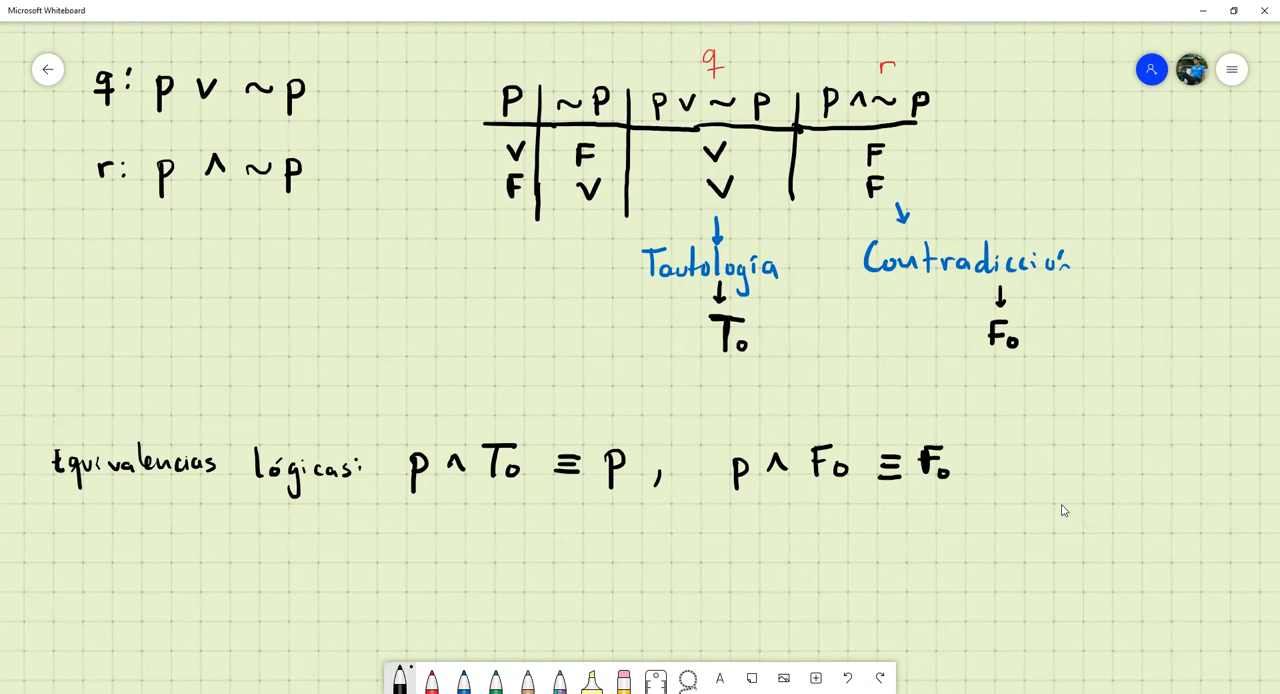 Microsoft Whiteboard
q: p ∨ ~p
r: p ∧ ~p
q r
P | ~P | p ∨ ~p | p ∧ ~p
V | F | V | F
F | V | V | F
↓ ↘
Tautología Contradicción
↓ ↓
T₀ F₀
Equivalencias lógicas: p ∧ T₀ ≡ p , p ∧ F₀ ≡ F₀
A